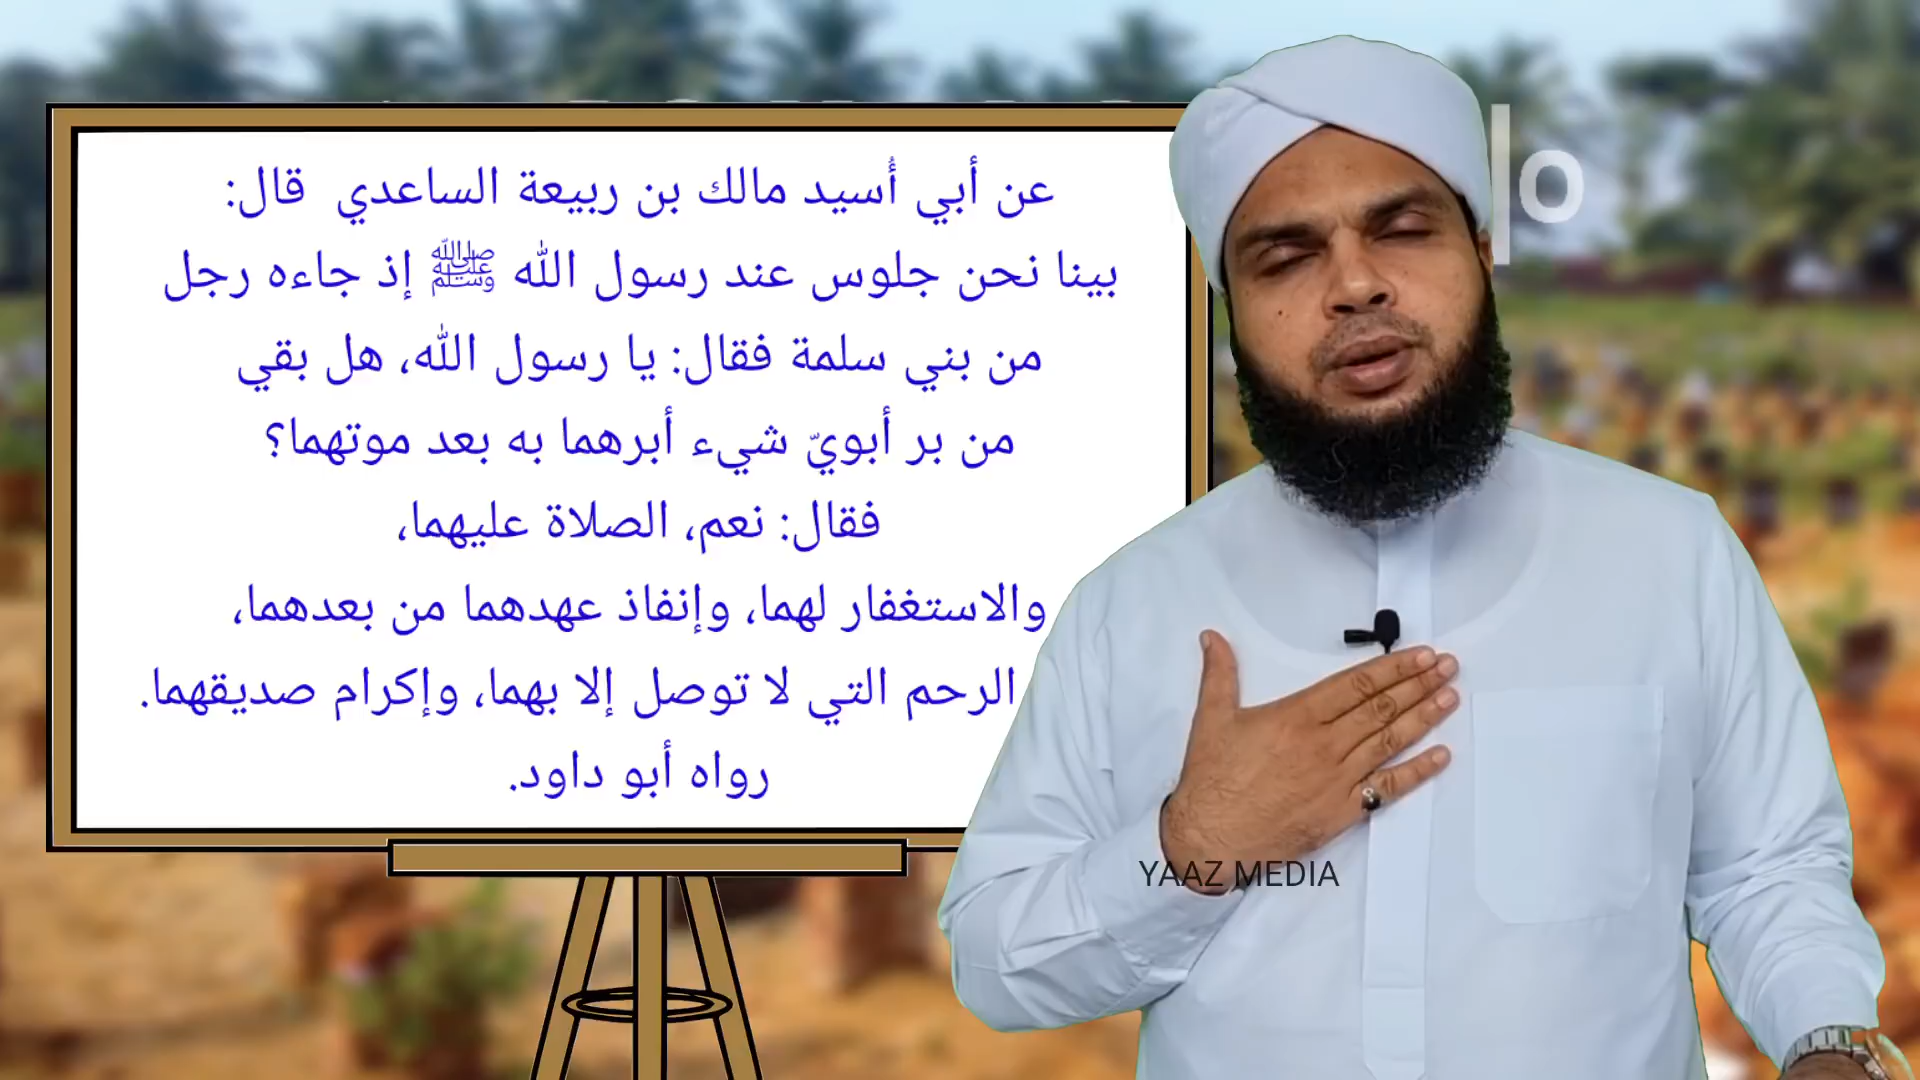 عن أبي أُسيد مالك بن ربيعة الساعدي قال:
بينا نحن جلوس عند رسول الله ﷺ إذ جاءه رجل
من بني سلمة فقال: يا رسول الله، هل بقي
من بر أبويّ شيء أبرهما به بعد موتهما؟
فقال: نعم، الصلاة عليهما،
والاستغفار لهما، وإنفاذ عهدهما من بعدهما،
الرحم التي لا توصل إلا بهما، وإكرام صديقهما.
رواه أبو داود.
YAAZ MEDIA